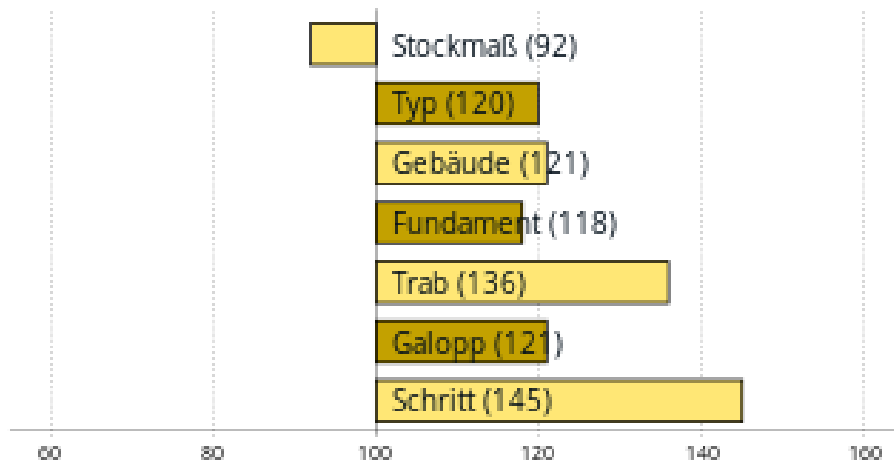 Stockmaß (92)
Typ (120)
Gebäude (121)
Fundament (118)
Trab (136)
Galopp (121)
Schritt (145)
60 80 100 120 140 160